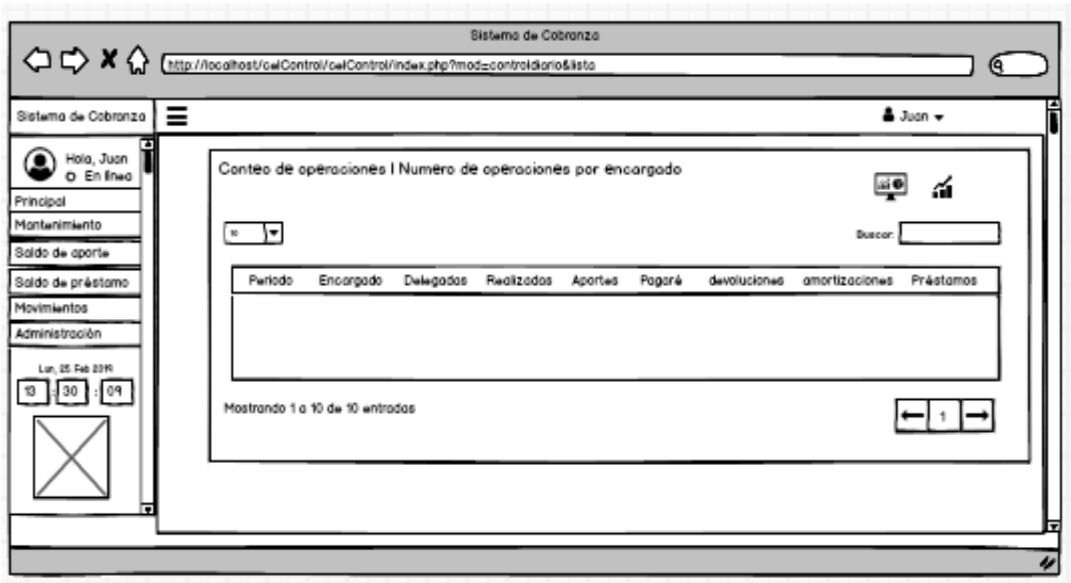 Sistema de Cobranza
http://localhost/celControl/celControl/index.php?mod=controldiario&lista
Sistema de Cobranza
Juan
Hola, Juan
En línea
Principal
Mantenimiento
Saldo de aporte
Saldo de préstamo
Movimientos
Administración
Lun, 25 Feb 2019
13 : 30 : 09
Conteo de operaciones | Numero de operaciones por encargado
10
Buscar:
Periodo Encargado Delegadas Realizadas Aportes Pagaré devoluciones amortizaciones Préstamos
Mostrando 1 a 10 de 10 entradas
1